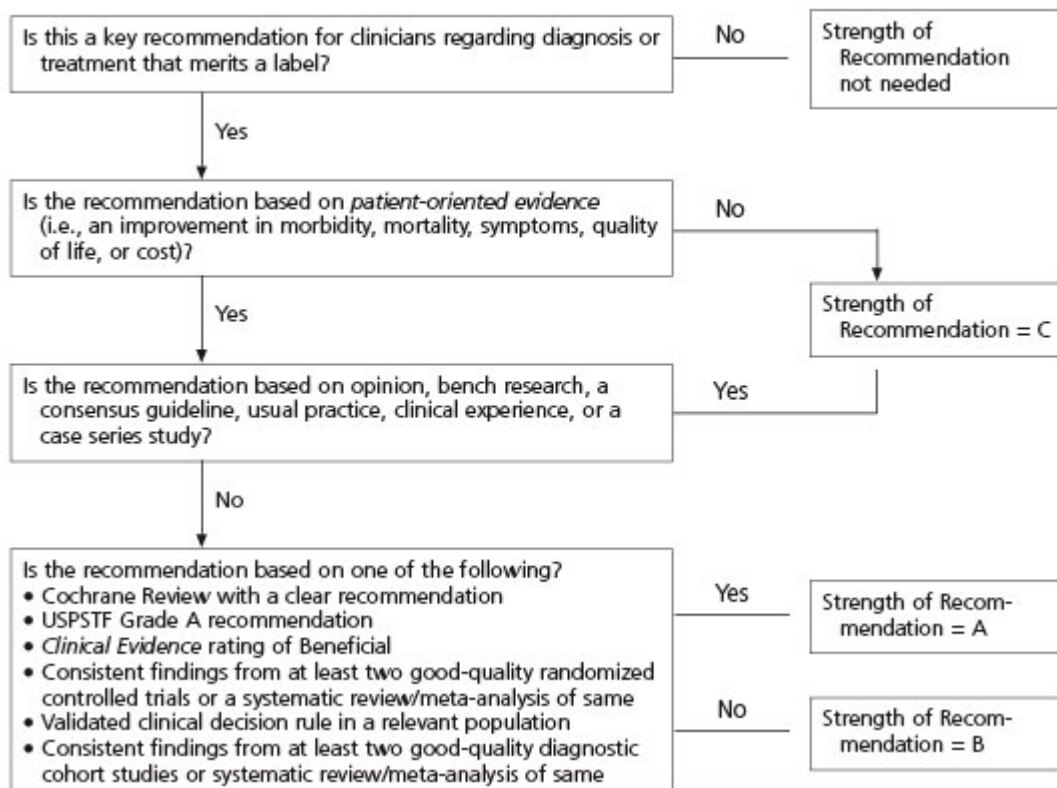 Is this a key recommendation for clinicians regarding diagnosis or
treatment that merits a label?
No
Strength of
Recommendation
not needed
Yes
Is the recommendation based on patient-oriented evidence
(i.e., an improvement in morbidity, mortality, symptoms, quality
of life, or cost)?
No
Strength of
Recommendation = C
Yes
Is the recommendation based on opinion, bench research, a
consensus guideline, usual practice, clinical experience, or a
case series study?
Yes
No
Is the recommendation based on one of the following?
• Cochrane Review with a clear recommendation
• USPSTF Grade A recommendation
• Clinical Evidence rating of Beneficial
• Consistent findings from at least two good-quality randomized
controlled trials or a systematic review/meta-analysis of same
• Validated clinical decision rule in a relevant population
• Consistent findings from at least two good-quality diagnostic
cohort studies or systematic review/meta-analysis of same
Yes
Strength of Recom-
mendation = A
No
Strength of Recom-
mendation = B